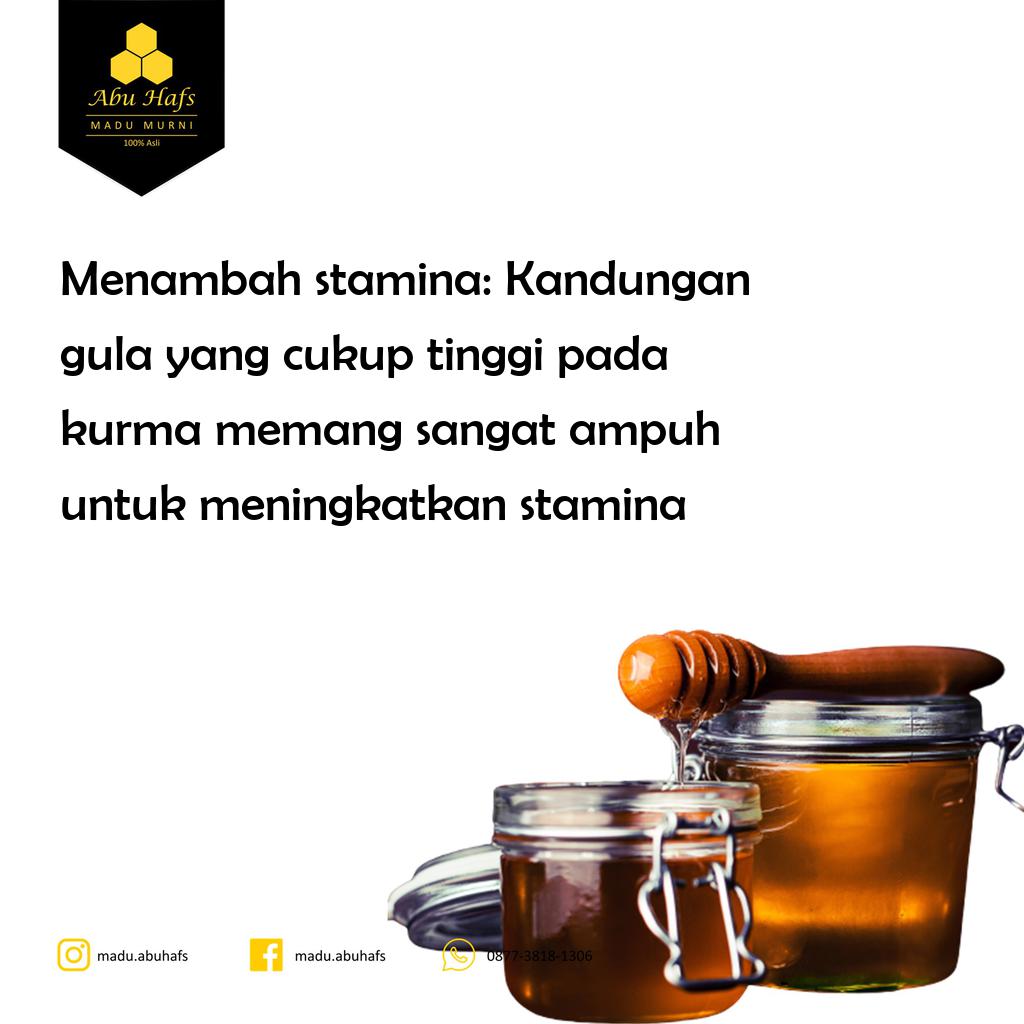 Abu Hafs
MADU MURNI
100% Asli
Menambah stamina: Kandungan
gula yang cukup tinggi pada
kurma memang sangat ampuh
untuk meningkatkan stamina
madu.abuhafs
madu.abuhafs
0877-3818-1306